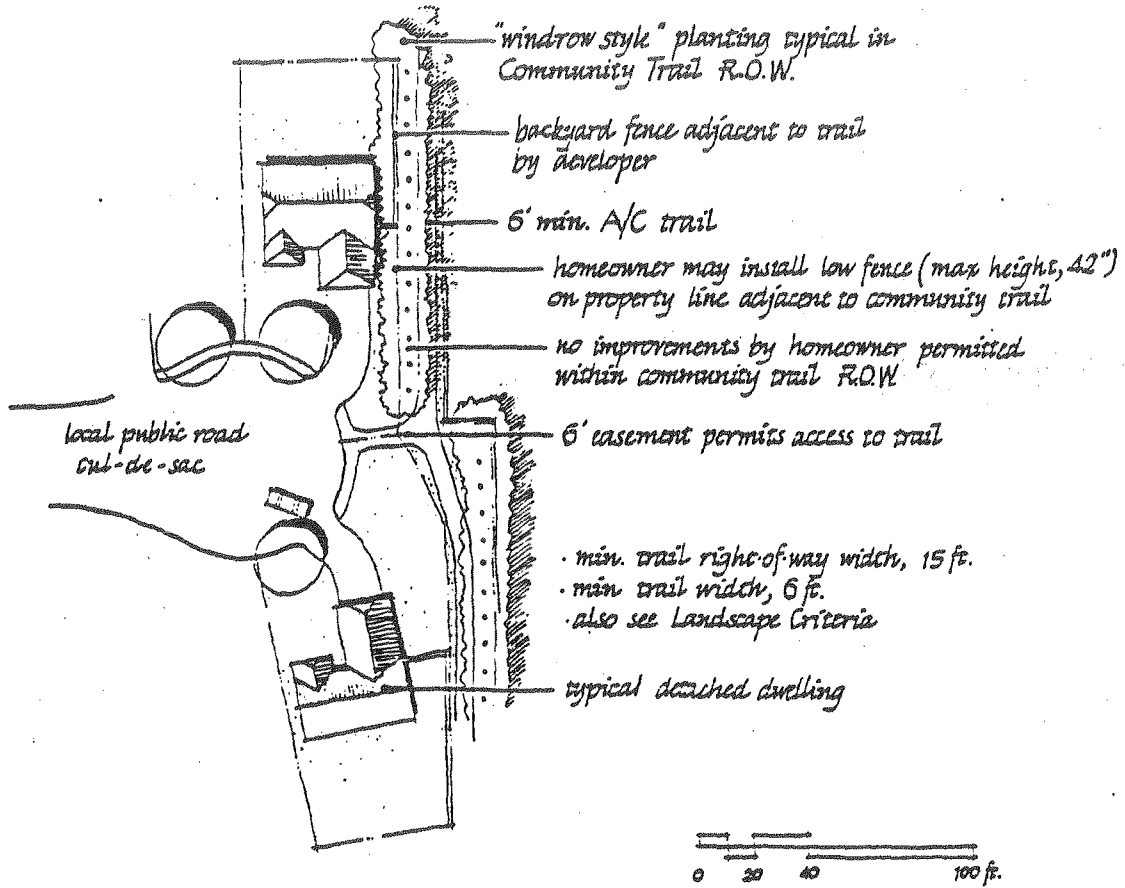 "windrow style" planting typical in
Community Trail R.O.W.
backyard fence adjacent to trail
by developer
6' min. A/C trail
homeowner may install low fence (max height, 42")
on property line adjacent to community trail
no improvements by homeowner permitted
within community trail R.O.W.
local public road
cul-de-sac
6' easement permits access to trail
· min. trail right-of-way width, 15 ft.
· min trail width, 6 ft.
· also see Landscape Criteria
typical detached dwelling
0 20 40 100 ft.